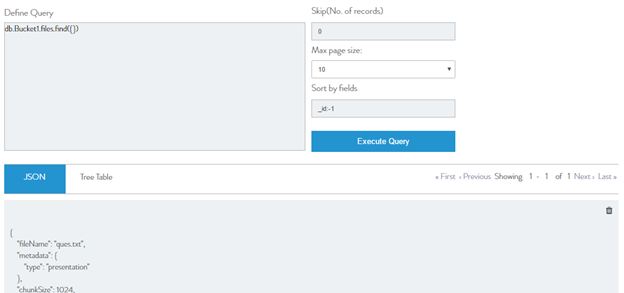 Define Query
db.Bucket1.files.find({})
Skip(No. of records)
0
Max page size:
10
Sort by fields
_id:-1
Execute Query
JSON
Tree Table
« First ‹ Previous Showing 1 - 1 of 1 Next › Last »
{
"fileName": "ques.txt",
"metadata": {
"type": "presentation"
},
"chunkSize": 1024,